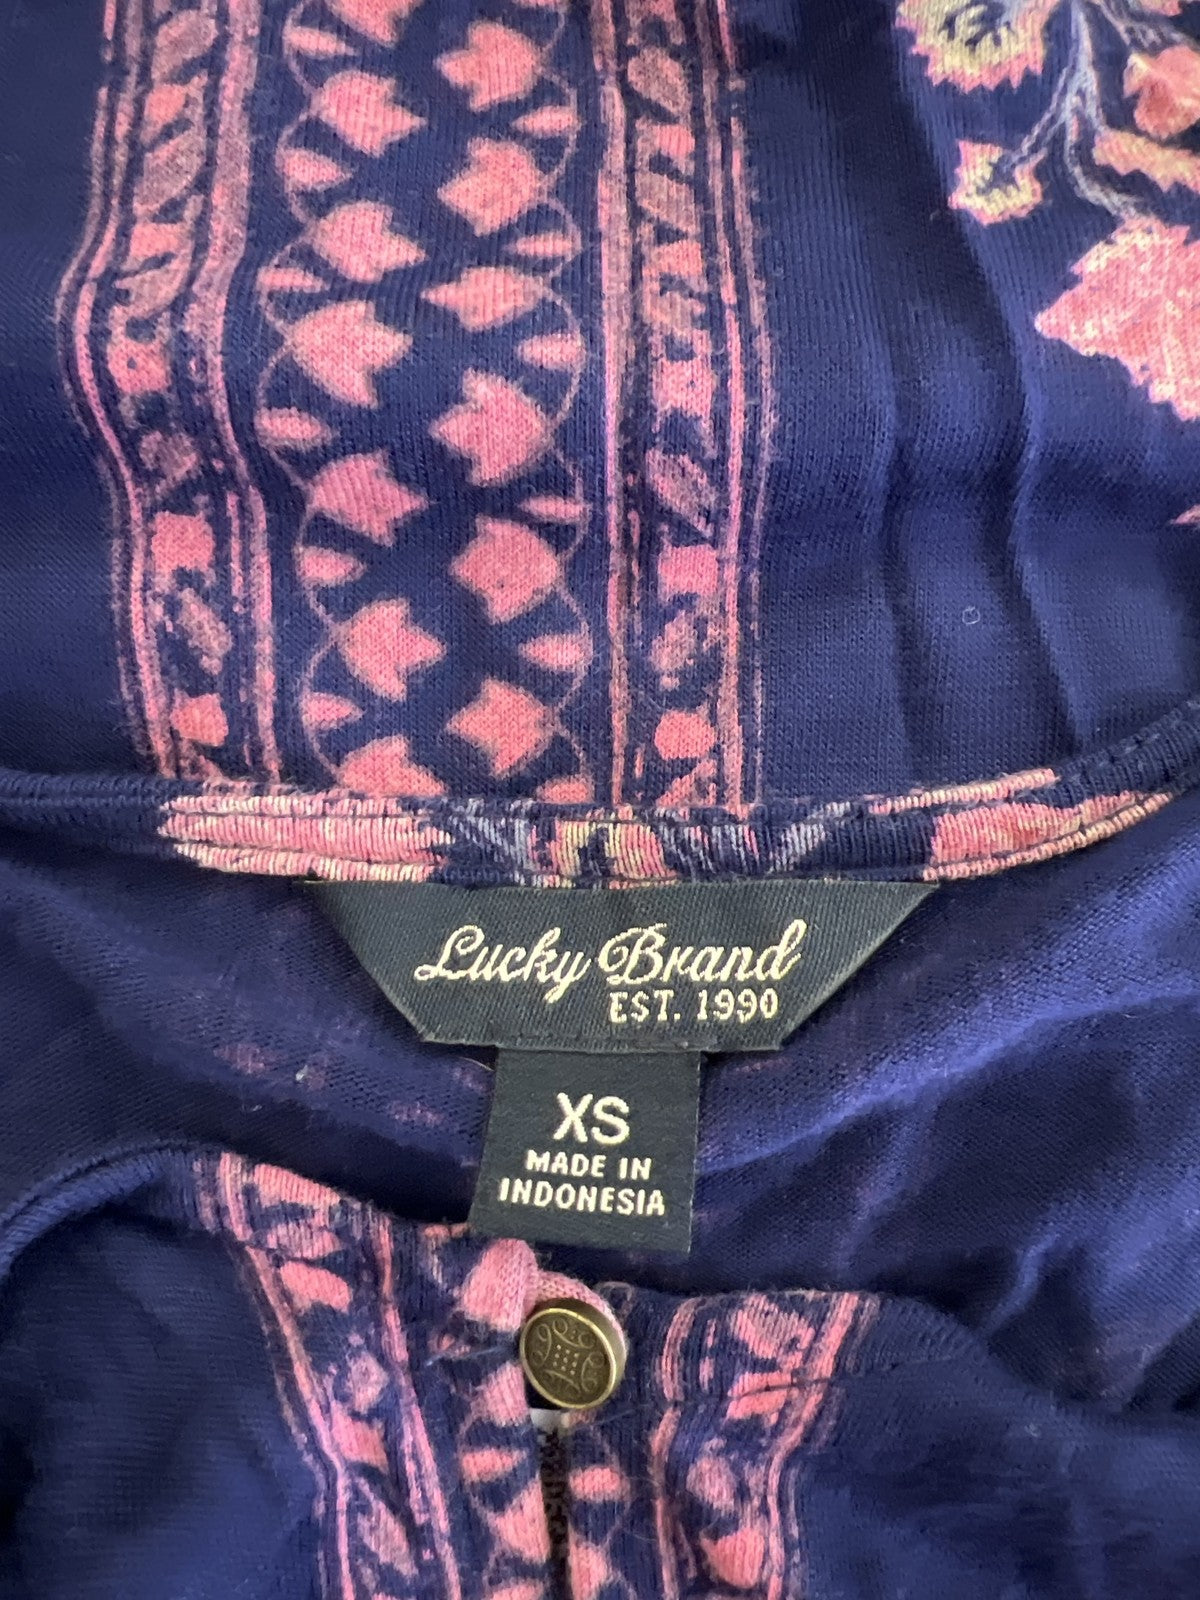 Lucky Brand
EST. 1990
XS
MADE IN
INDONESIA